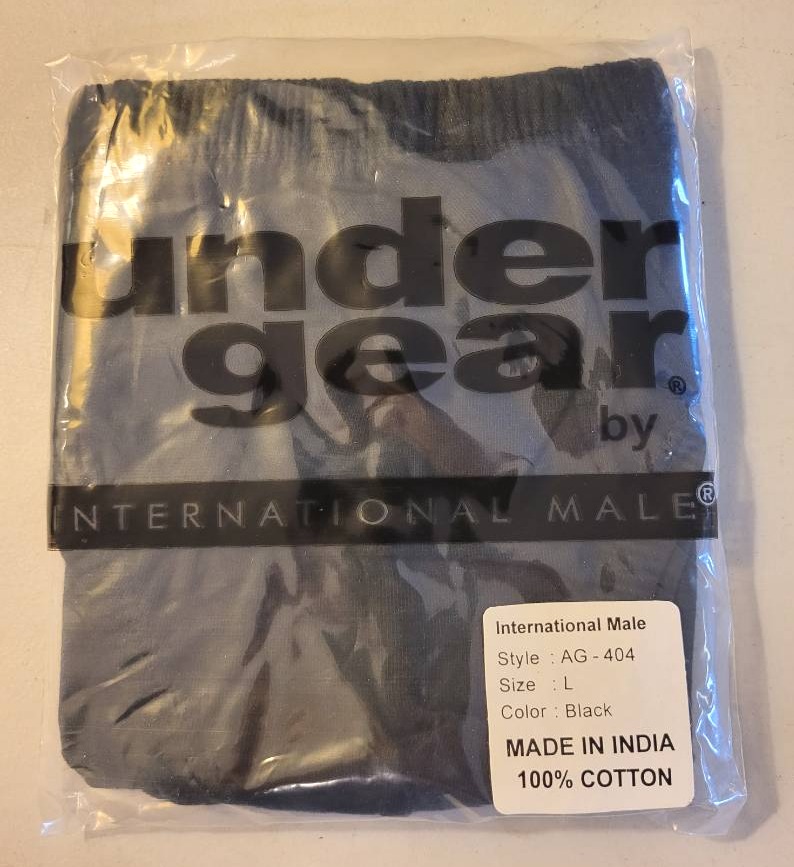 under
gear®
by
INTERNATIONAL MALE®
International Male
Style : AG - 404
Size : L
Color : Black
MADE IN INDIA
100% COTTON